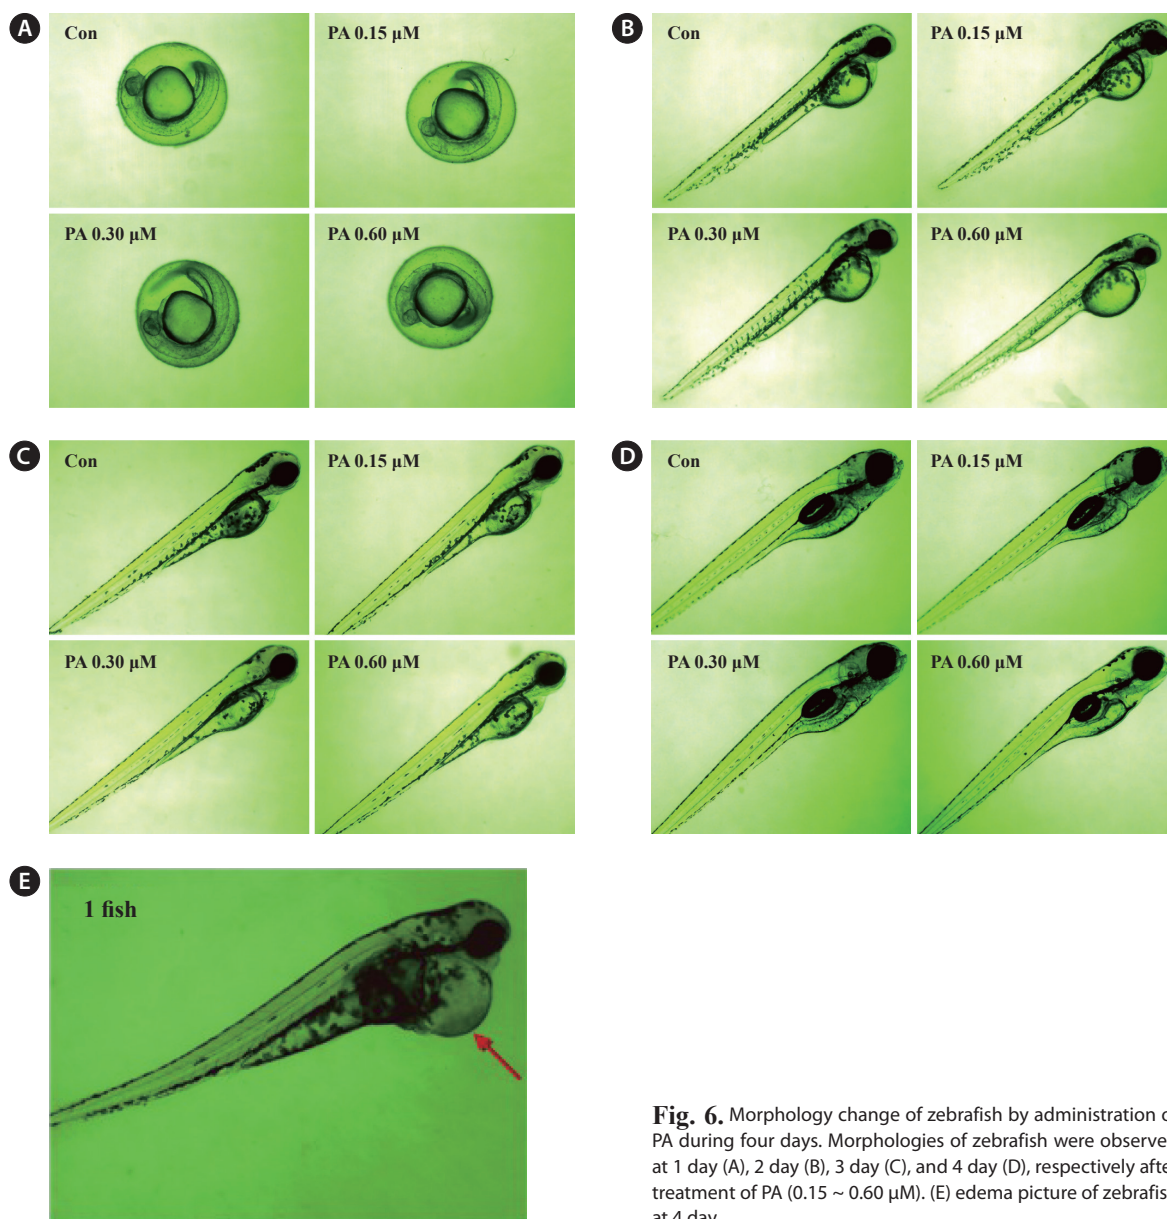 A
Con
PA 0.15 µM
PA 0.30 µM
PA 0.60 µM
B
Con
PA 0.15 µM
PA 0.30 µM
PA 0.60 µM
C
Con
PA 0.15 µM
PA 0.30 µM
PA 0.60 µM
D
Con
PA 0.15 µM
PA 0.30 µM
PA 0.60 µM
E
1 fish
Fig. 6. Morphology change of zebrafish by administration
PA during four days. Morphologies of zebrafish were
at 1 day (A), 2 day (B), 3 day (C), and 4 day (D), respectively
treatment of PA (0.15 ~ 0.60 µM). (E) edema picture of
at 4 day